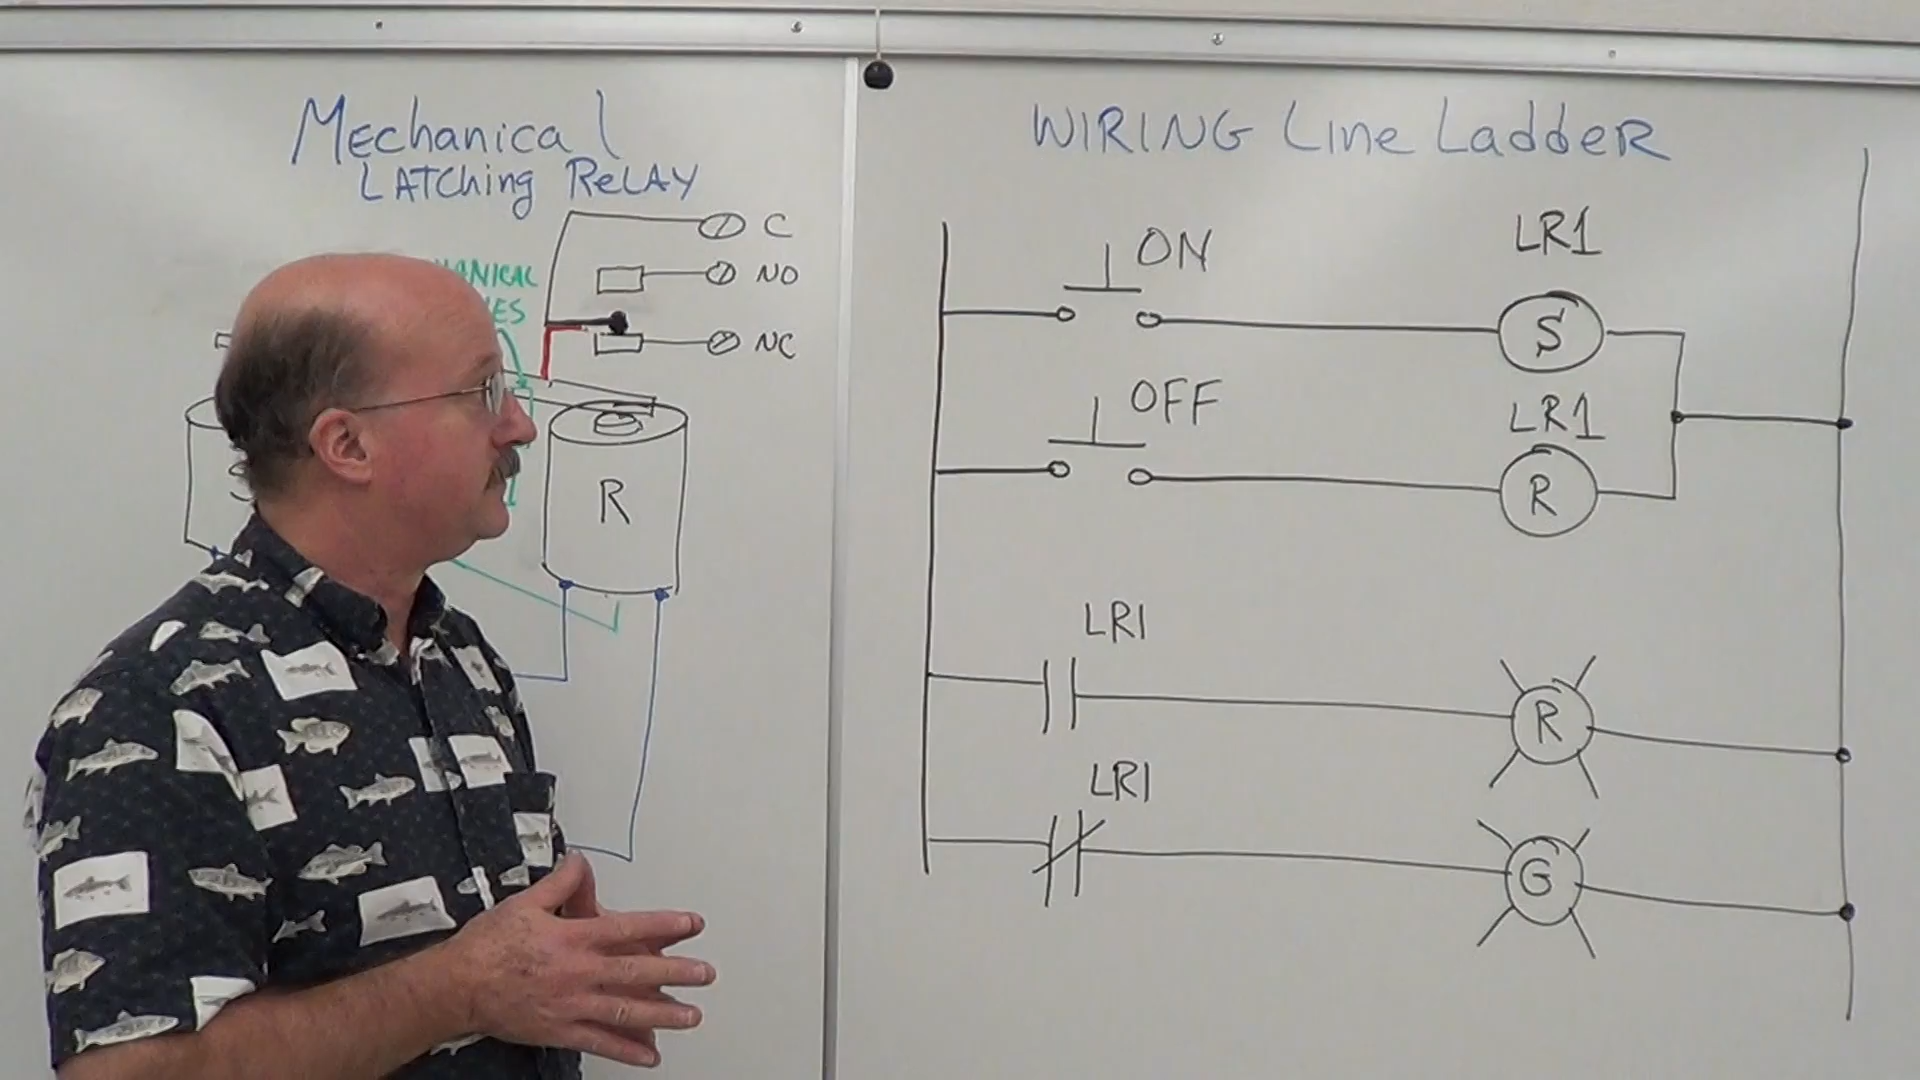 Mechanical
LATChing ReLAY
C
NO
NC
R
WIRING Line LaddeR
ON
LR1
S
OFF
LR1
R
LR1
R
LR1
G